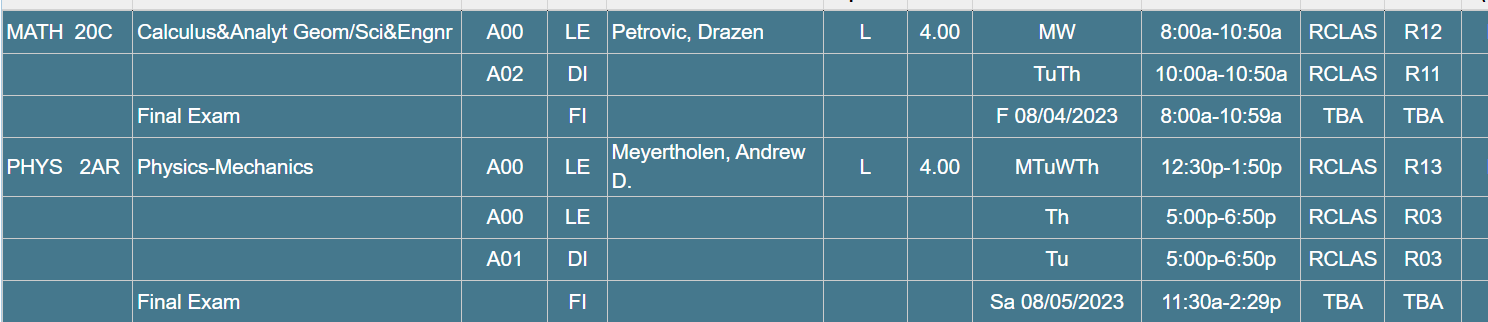 MATH 20C Calculus&Analyt Geom/Sci&Engnr A00 LE Petrovic, Drazen L 4.00 MW 8:00a-10:50a RCLAS R12
A02 DI TuTh 10:00a-10:50a RCLAS R11
Final Exam FI F 08/04/2023 8:00a-10:59a TBA TBA
PHYS 2AR Physics-Mechanics A00 LE Meyertholen, Andrew D. L 4.00 MTuWTh 12:30p-1:50p RCLAS R13
A00 LE Th 5:00p-6:50p RCLAS R03
A01 DI Tu 5:00p-6:50p RCLAS R03
Final Exam FI Sa 08/05/2023 11:30a-2:29p TBA TBA